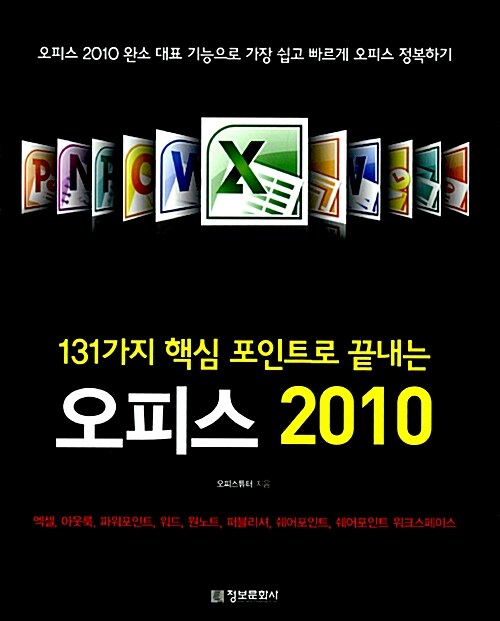 오피스 2010 완소 대표 기능으로 가장 쉽고 빠르게 오피스 정복하기
P N P O W X W
131가지 핵심 포인트로 끝내는
오피스 2010
오피스튜터 지음
엑셀, 아웃룩, 파워포인트, 워드, 원노트, 퍼블리셔, 쉐어포인트, 쉐어포인트 워크스페이스
정보문화사